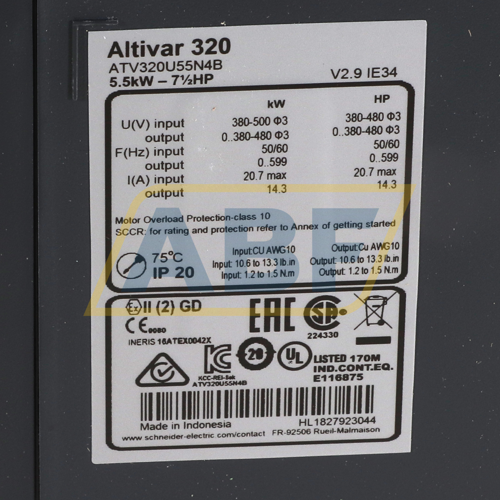 Altivar 320
ATV320U55N4B
5.5kW – 7½HP V2.9 IE34
kW HP
U(V) input 380-500 Φ3 380-480 Φ3
output 0..380-480 Φ3 0..380-480 Φ3
F(Hz) input 50/60 50/60
output 0..599 0..599
I(A) input 20.7 max 20.7 max
output 14.3 14.3
Motor Overload Protection-class 10
SCCR: for rating and protection refer to Annex of getting started
75°C
IP 20
Input:CU AWG10 Output:Cu AWG10
Input: 10.6 to 13.3 lb.in Output: 10.6 to 13.3 lb.in
Input: 1.2 to 1.5 N.m Output: 1.2 to 1.5 N.m
ABF
Ex II (2) GD
CE 0080
INERIS 16ATEX0042X
EAC
SA
224330
KC
KCC-REI-Sek
ATV320U55N4B
20
UL
LISTED 170M
IND.CONT.EQ.
E116875
Made in Indonesia HL1827923044
www.schneider-electric.com/contact FR-92506 Rueil-Malmaison